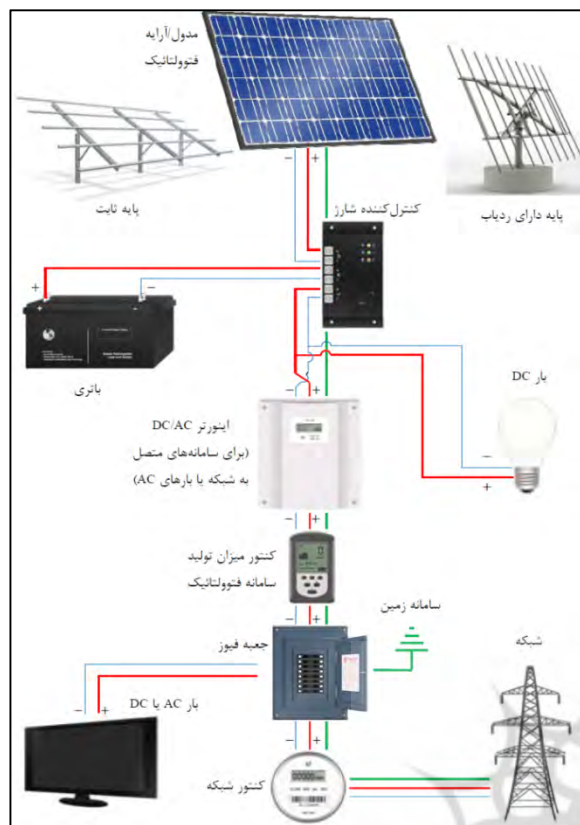 مدول/آرایه
فتوولتائیک
پایه ثابت
پایه دارای ردیاب
- +
کنترل‌کننده شارژ
+ -
باتری
- +
اینورتر DC/AC
(برای سامانه‌های متصل
به شبکه یا بارهای AC)
بار DC
-
+
- +
کنتور میزان تولید
سامانه فتوولتائیک
- +
جعبه فیوز
سامانه زمین
شبکه
- +
بار AC یا DC
- +
کنتور شبکه